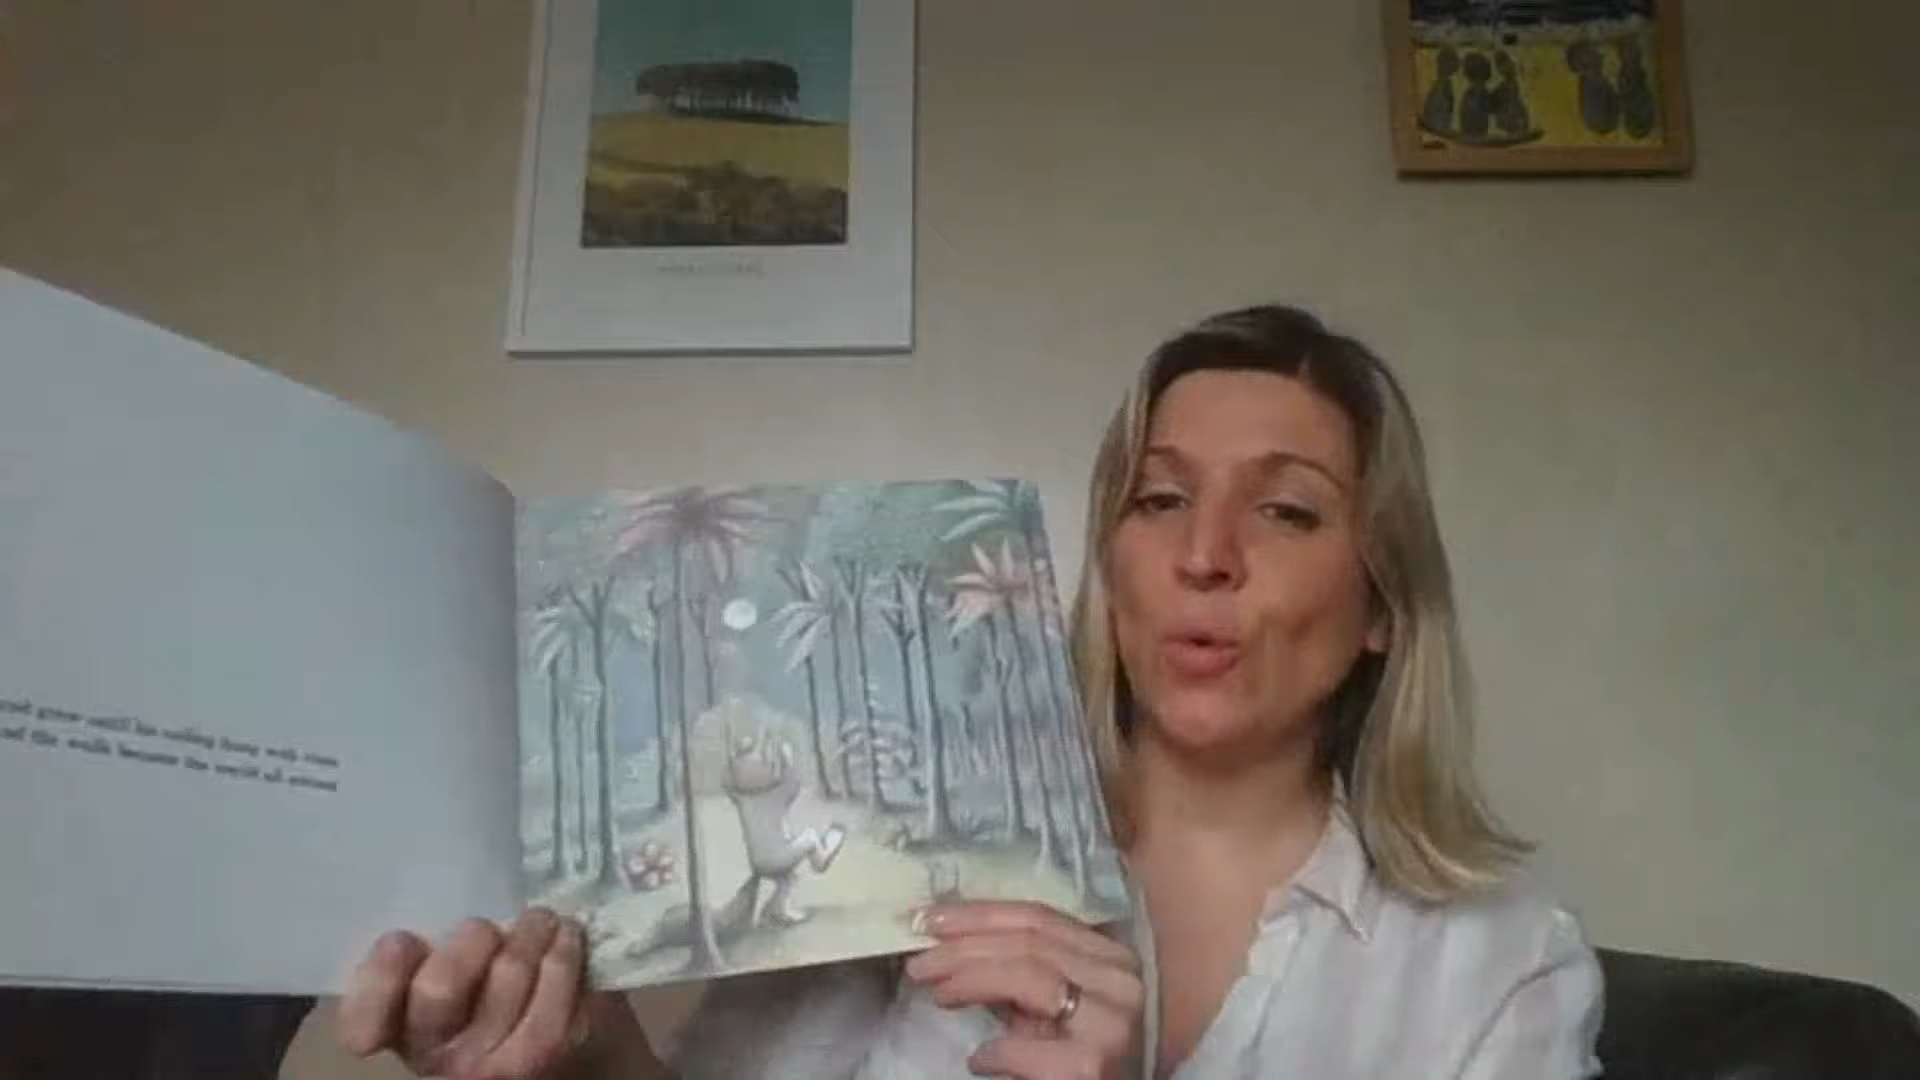 and grew until his ceiling hung with vines
and the walls became the world all around